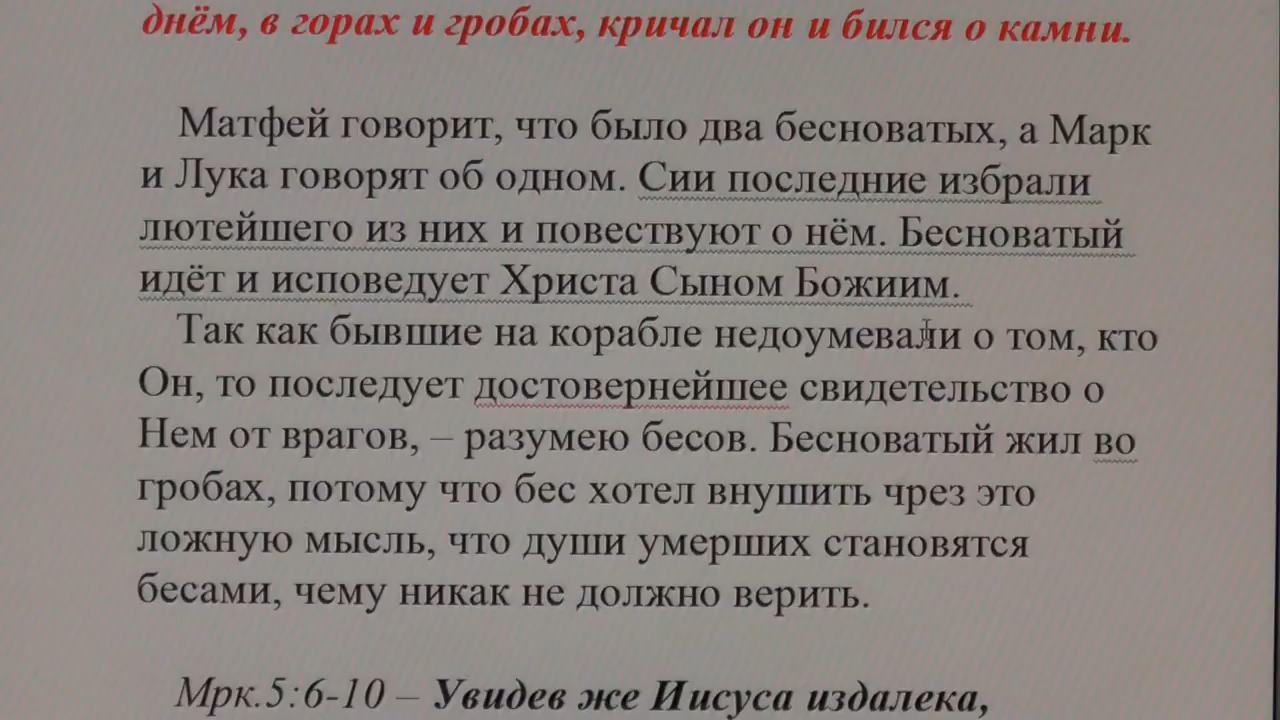 днём, в горах и гробах, кричал он и бился о камни.
Матфей говорит, что было два бесноватых, а Марк
и Лука говорят об одном. Сии последние избрали
лютейшего из них и повествуют о нём. Бесноватый
идёт и исповедует Христа Сыном Божиим.
Так как бывшие на корабле недоумевали о том, кто
Он, то последует достовернейшее свидетельство о
Нем от врагов, – разумею бесов. Бесноватый жил во
гробах, потому что бес хотел внушить чрез это
ложную мысль, что души умерших становятся
бесами, чему никак не должно верить.
Мрк.5:6-10 – Увидев же Иисуса издалека,